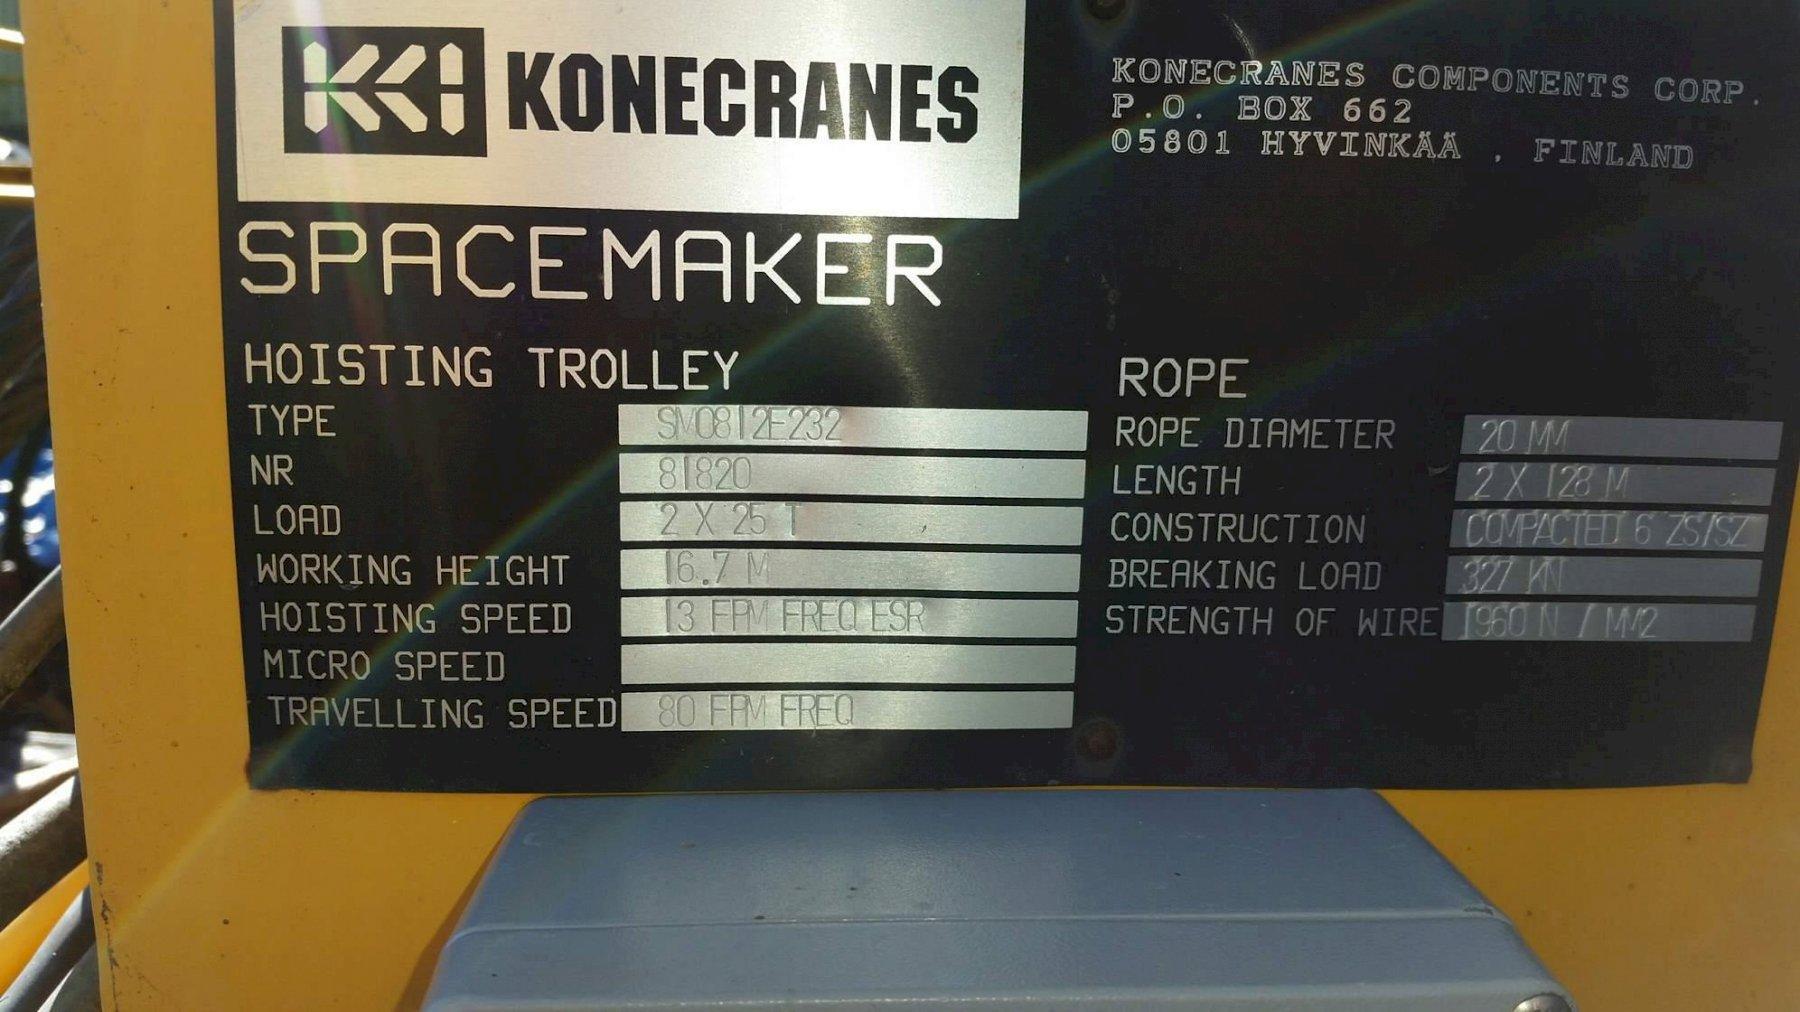 KONECRANES
KONECRANES COMPONENTS CORP.
P.O. BOX 662
05801 HYVINKÄÄ , FINLAND
SPACEMAKER
HOISTING TROLLEY
TYPE SM0812E232
NR 81820
LOAD 2 X 25 T
WORKING HEIGHT 16.7 M
HOISTING SPEED 13 FPM FREQ ESR
MICRO SPEED
TRAVELLING SPEED 80 FPM FREQ
ROPE
ROPE DIAMETER 20 MM
LENGTH 2 X 128 M
CONSTRUCTION COMPACTED 6 ZS/SZ
BREAKING LOAD 327 KN
STRENGTH OF WIRE 1960 N / MM2